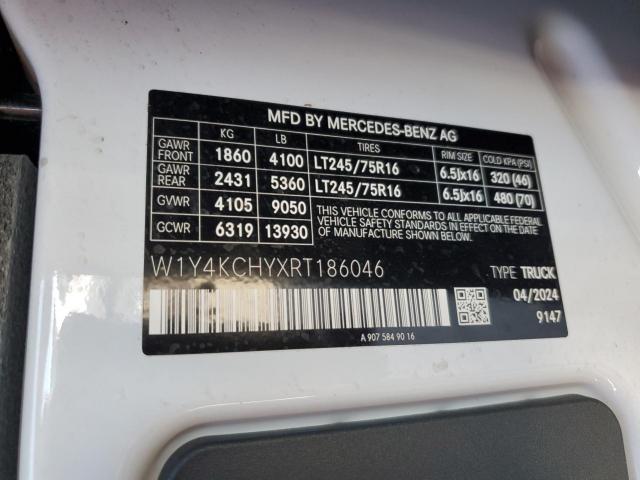 MFD BY MERCEDES-BENZ AG
KG LB TIRES RIM SIZE COLD KPA (PSI)
GAWR FRONT 1860 4100 LT245/75R16 6.5Jx16 320 (46)
GAWR REAR 2431 5360 LT245/75R16 6.5Jx16 480 (70)
GVWR 4105 9050
GCWR 6319 13930
THIS VEHICLE CONFORMS TO ALL APPLICABLE FEDERAL
VEHICLE SAFETY AND EMISSIONS STANDARDS IN EFFECT ON
THE DATE OF MANUFACTURE SHOWN BELOW
W1Y4KCHYXRT186046 TYPE TRUCK
04/2024
9147
A 907 584 90 16